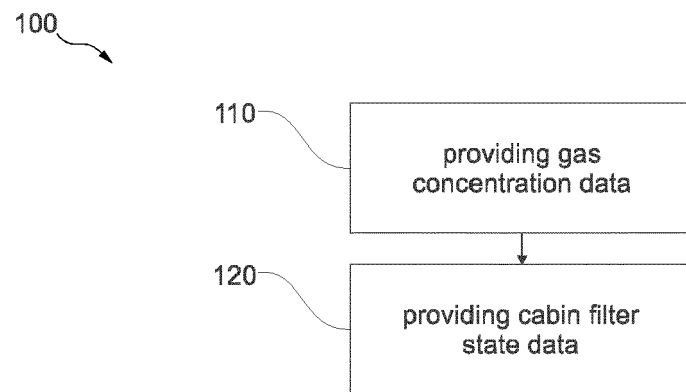 100
110
providing gas
concentration data
120
providing cabin filter
state data